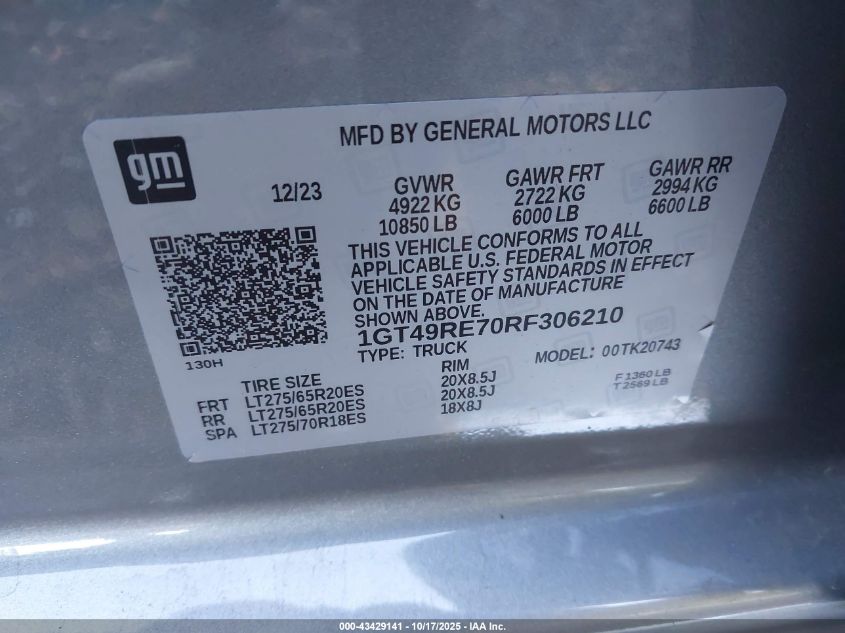 MFD BY GENERAL MOTORS LLC
gm
12/23
GVWR
4922 KG
10850 LB
GAWR FRT
2722 KG
6000 LB
GAWR RR
2994 KG
6600 LB
THIS VEHICLE CONFORMS TO ALL
APPLICABLE U.S. FEDERAL MOTOR
VEHICLE SAFETY STANDARDS IN EFFECT
ON THE DATE OF MANUFACTURE
SHOWN ABOVE.
1GT49RE70RF306210
TYPE: TRUCK
MODEL: 00TK20743
130H
TIRE SIZE RIM
FRT LT275/65R20ES 20X8.5J
RR LT275/65R20ES 20X8.5J
SPA LT275/70R18ES 18X8J
F 1360 LB
T 2569 LB
000-43429141 - 10/17/2025 - IAA Inc.